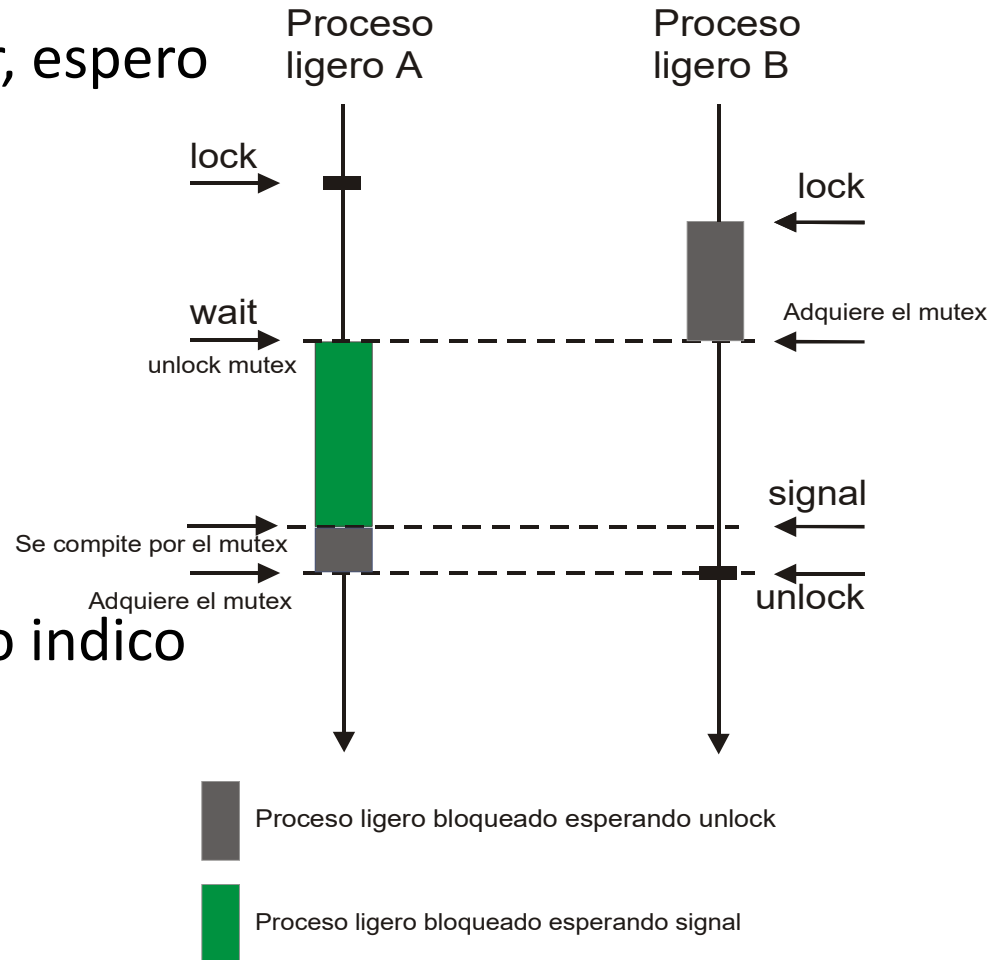 Proceso
ligero A
Proceso
ligero B
, espero
lock
lock
wait
Adquiere el mutex
unlock mutex
signal
Se compite por el mutex
Adquiere el mutex
unlock
indico
Proceso ligero bloqueado esperando unlock
Proceso ligero bloqueado esperando signal